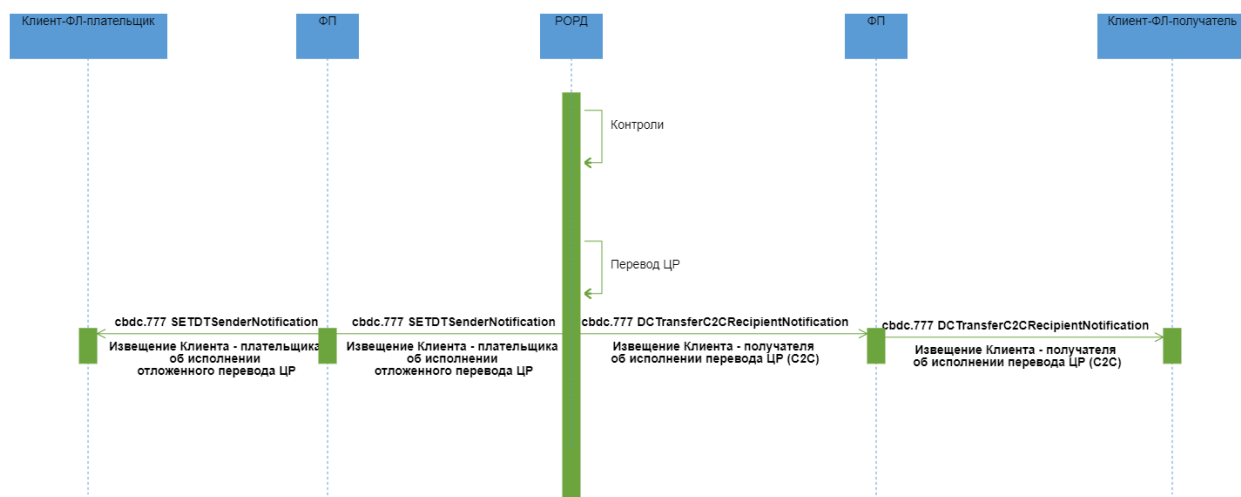 Клиент-ФЛ-плательщик
ФП
РОРД
ФП
Клиент-ФЛ-получатель
Контроли
Перевод ЦР
cbdc.777 SETDTSenderNotification
Извещение Клиента - плательщика
об исполнении
отложенного перевода ЦР
cbdc.777 SETDTSenderNotification
Извещение Клиента - плательщика
об исполнении
отложенного перевода ЦР
cbdc.777 DCTransferC2CRecipientNotification
Извещение Клиента - получателя
об исполнении перевода ЦР (С2С)
cbdc.777 DCTransferC2CRecipientNotification
Извещение Клиента - получателя
об исполнении перевода ЦР (С2С)